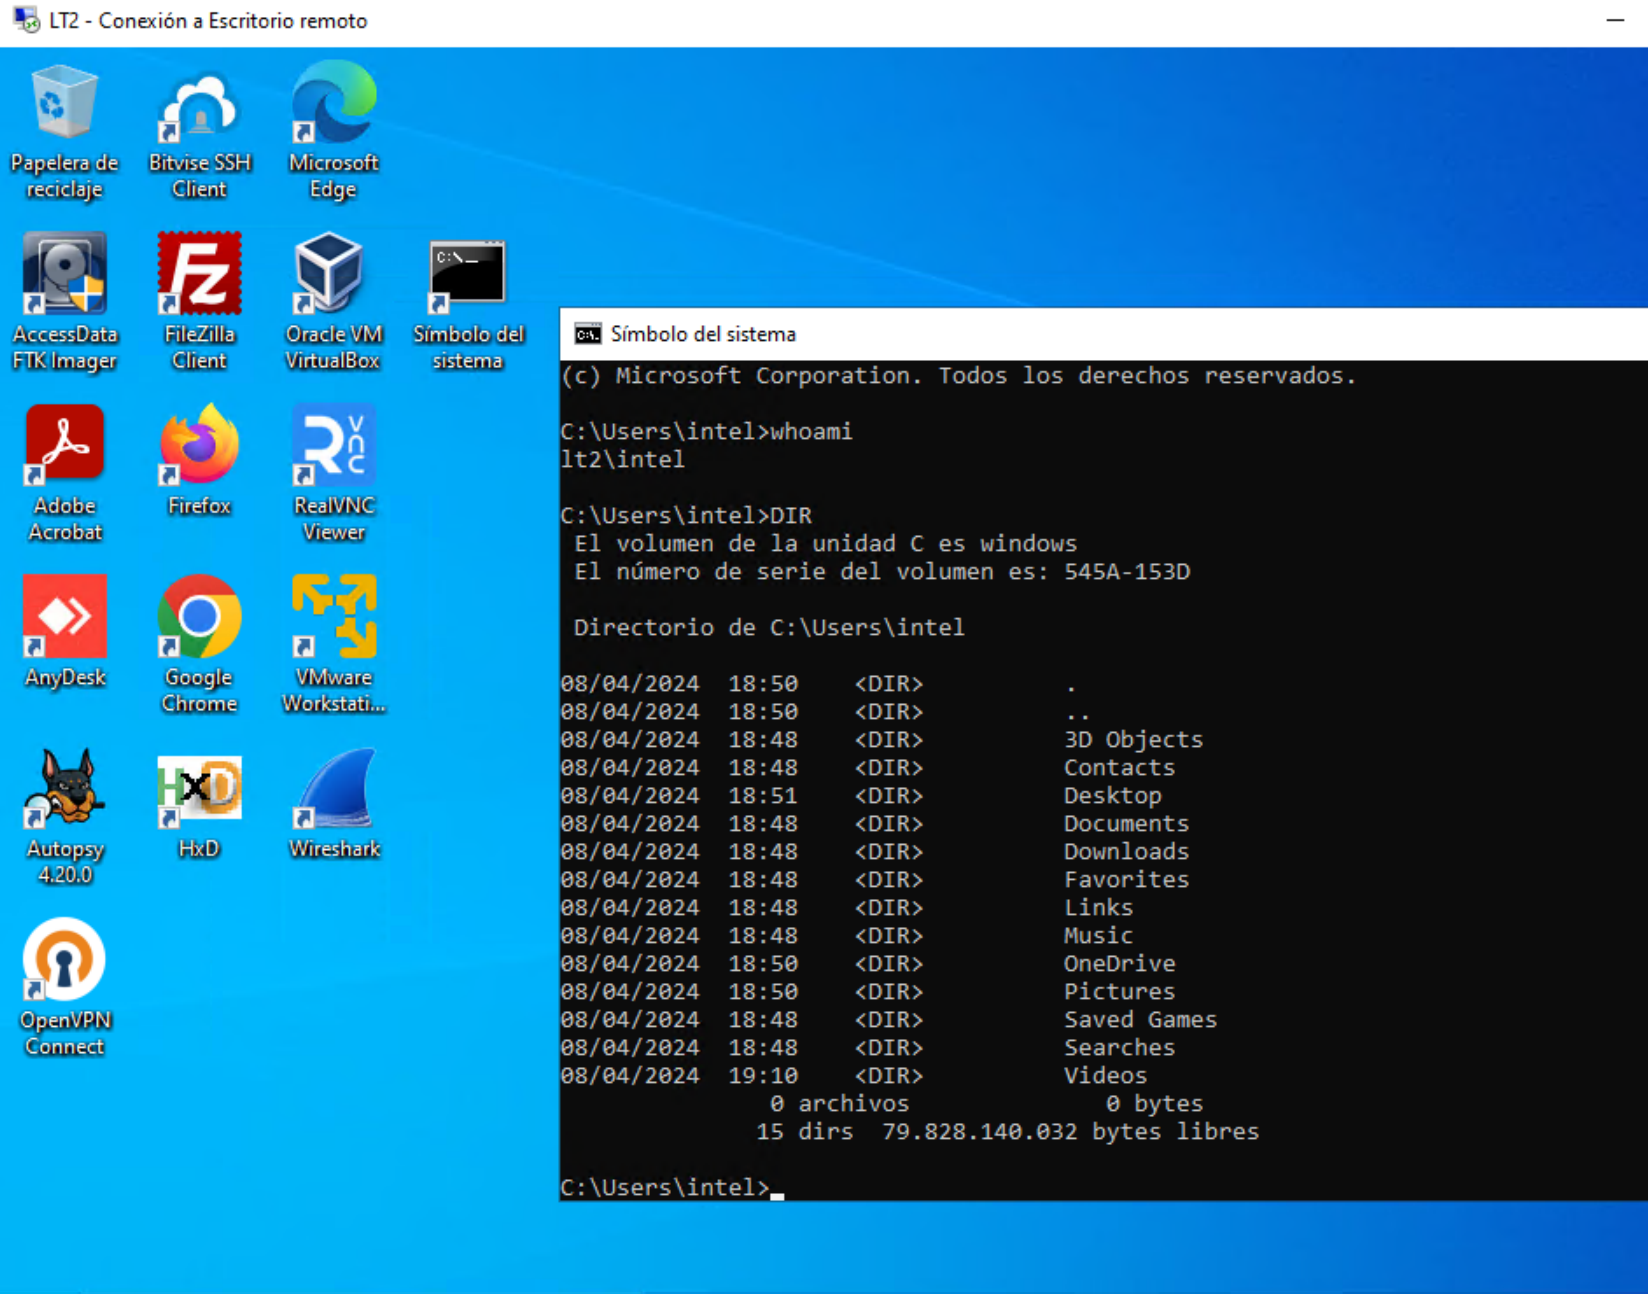 LT2 - Conexión a Escritorio remoto
Papelera de
reciclaje
Bitvise SSH
Client
Microsoft
Edge
AccessData
FTK Imager
FileZilla
Client
Oracle VM
VirtualBox
C:\_
Símbolo del
sistema
Adobe
Acrobat
Firefox
RealVNC
Viewer
AnyDesk
Google
Chrome
VMware
Workstati...
Autopsy
4.20.0
HxD
HxD
Wireshark
OpenVPN
Connect
Fz
R VNC
C:\. Símbolo del sistema
(c) Microsoft Corporation. Todos los derechos reservados.
C:\Users\intel>whoami
lt2\intel
C:\Users\intel>DIR
El volumen de la unidad C es windows
El número de serie del volumen es: 545A-153D
Directorio de C:\Users\intel
08/04/2024  18:50    <DIR>          .
08/04/2024  18:50    <DIR>          ..
08/04/2024  18:48    <DIR>          3D Objects
08/04/2024  18:48    <DIR>          Contacts
08/04/2024  18:51    <DIR>          Desktop
08/04/2024  18:48    <DIR>          Documents
08/04/2024  18:48    <DIR>          Downloads
08/04/2024  18:48    <DIR>          Favorites
08/04/2024  18:48    <DIR>          Links
08/04/2024  18:48    <DIR>          Music
08/04/2024  18:50    <DIR>          OneDrive
08/04/2024  18:50    <DIR>          Pictures
08/04/2024  18:48    <DIR>          Saved Games
08/04/2024  18:48    <DIR>          Searches
08/04/2024  19:10    <DIR>          Videos
0 archivos              0 bytes
15 dirs  79.828.140.032 bytes libres
C:\Users\intel>_